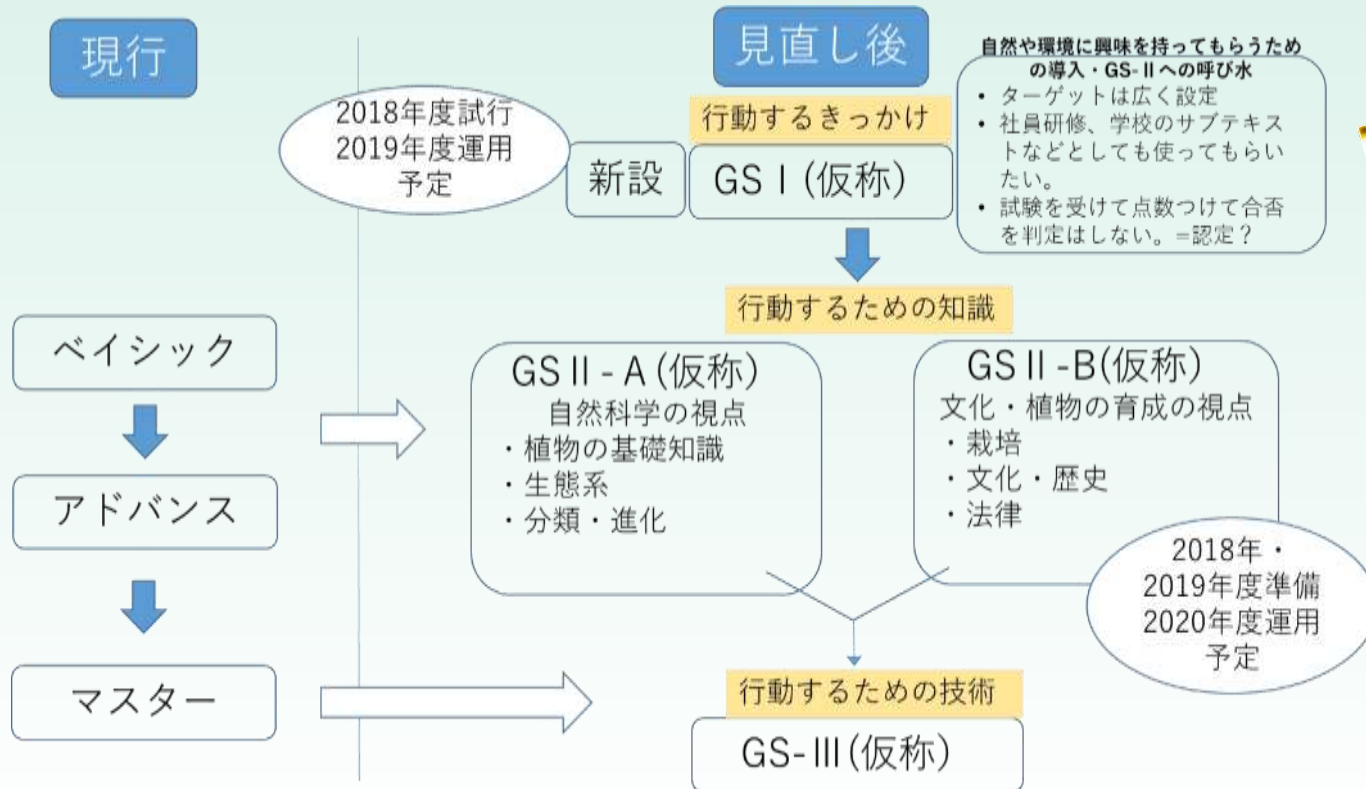 現行
見直し後
自然や環境に興味を持ってもらうため
の導入・GS-Ⅱへの呼び水
• ターゲットは広く設定
• 社員研修、学校のサブテキス
トなどとしても使ってもらい
たい。
• 試験を受けて点数つけて合否
を判定はしない。=認定？
2018年度試行
2019年度運用
予定
行動するきっかけ
新設
GSⅠ(仮称)
行動するための知識
ベイシック
アドバンス
マスター
GSⅡ-A(仮称)
自然科学の視点
・植物の基礎知識
・生態系
・分類・進化
GSⅡ-B(仮称)
文化・植物の育成の視点
・栽培
・文化・歴史
・法律
2018年・
2019年度準備
2020年度運用
予定
行動するための技術
GS-Ⅲ(仮称)